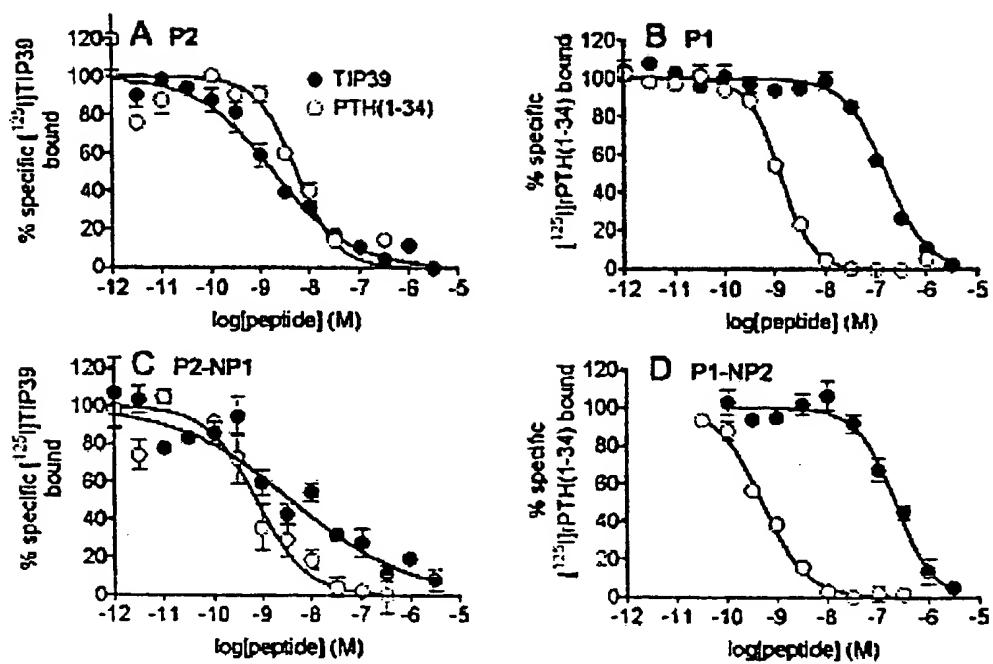 A P2
% specific [125I]TIP39
bound
120
100
80
60
40
20
0
-12 -11 -10 -9 -8 -7 -6 -5
log[peptide] (M)
TIP39
PTH(1-34)
B P1
% specific
[125I]rPTH(1-34) bound
120
100
80
60
40
20
0
-12 -11 -10 -9 -8 -7 -6 -5
log[peptide] (M)
C P2-NP1
% specific [125I]TIP39
bound
120
100
80
60
40
20
0
-12 -11 -10 -9 -8 -7 -6 -5
log[peptide] (M)
D P1-NP2
% specific
[125I]rPTH(1-34) bound
120
100
80
60
40
20
0
-12 -11 -10 -9 -8 -7 -6 -5
log[peptide] (M)